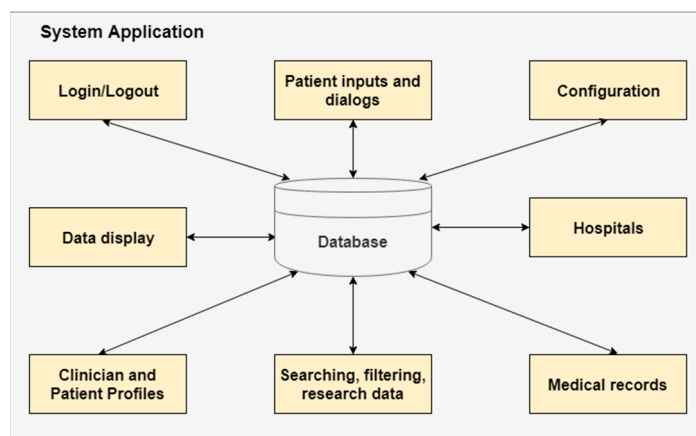 System Application
Login/Logout
Patient inputs and
dialogs
Configuration
Data display
Database
Hospitals
Clinician and
Patient Profiles
Searching, filtering,
research data
Medical records